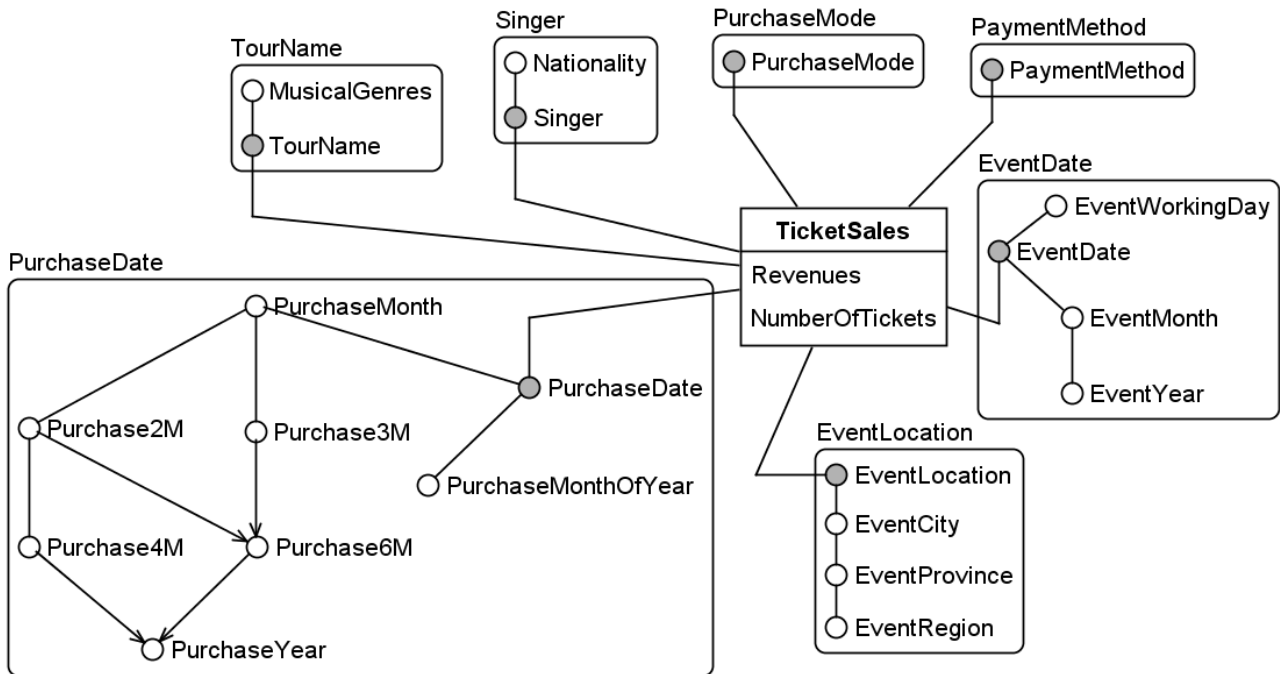 TourName
MusicalGenres
TourName
Singer
Nationality
Singer
PurchaseMode
PurchaseMode
PaymentMethod
PaymentMethod
TicketSales
Revenues
NumberOfTickets
EventDate
EventWorkingDay
EventDate
EventMonth
EventYear
PurchaseDate
PurchaseMonth
PurchaseDate
Purchase2M
Purchase3M
PurchaseMonthOfYear
Purchase4M
Purchase6M
PurchaseYear
EventLocation
EventLocation
EventCity
EventProvince
EventRegion